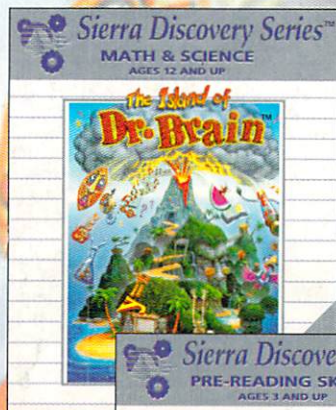 Sierra Discovery Series™
MATH & SCIENCE
AGES 12 AND UP
The Island of
Dr. Brain™
Sierra Discove
PRE-READING SK
AGES 3 AND UP